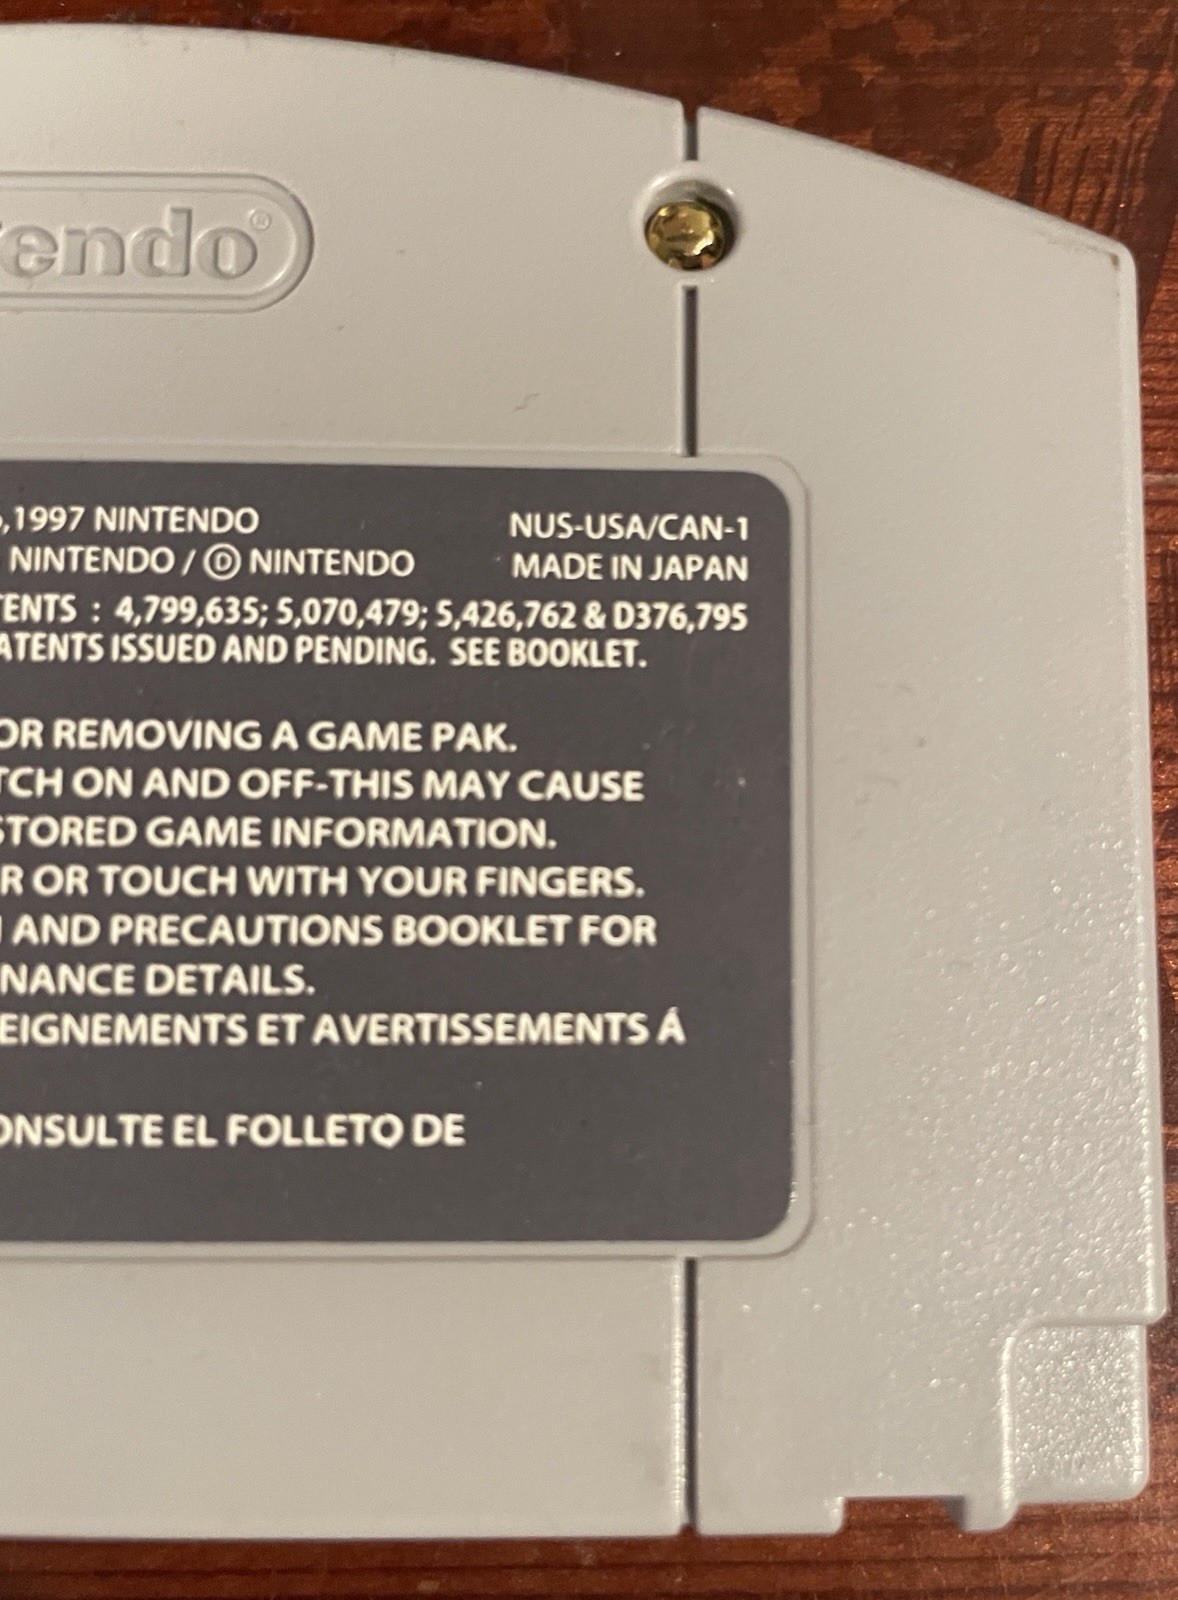 endo®
,1997 NINTENDO NUS-USA/CAN-1
NINTENDO / Ⓓ NINTENDO MADE IN JAPAN
TENTS : 4,799,635; 5,070,479; 5,426,762 & D376,795
ATENTS ISSUED AND PENDING. SEE BOOKLET.
OR REMOVING A GAME PAK.
TCH ON AND OFF-THIS MAY CAUSE
STORED GAME INFORMATION.
R OR TOUCH WITH YOUR FINGERS.
AND PRECAUTIONS BOOKLET FOR
NANCE DETAILS.
EIGNEMENTS ET AVERTISSEMENTS Á
ONSULTE EL FOLLETO DE